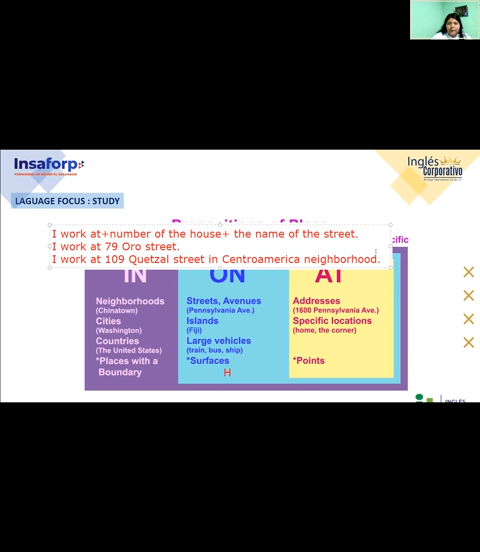 Insaforp
FORMANDO UN MEJOR EL SALVADOR
Inglés
Corporativo
LAGUAGE FOCUS : STUDY
Prepositions of Place
I work at+number of the house+ the name of the street.
I work at 79 Oro street.
I work at 109 Quetzal street in Centroamerica neighborhood.
IN
Neighborhoods
(Chinatown)
Cities
(Washington)
Countries
(The United States)
*Places with a
Boundary
ON
Streets, Avenues
(Pennsylvania Ave.)
Islands
(Fiji)
Large vehicles
(train, bus, ship)
*Surfaces
H
AT
Addresses
(1600 Pennsylvania Ave.)
Specific locations
(home, the corner)
*Points